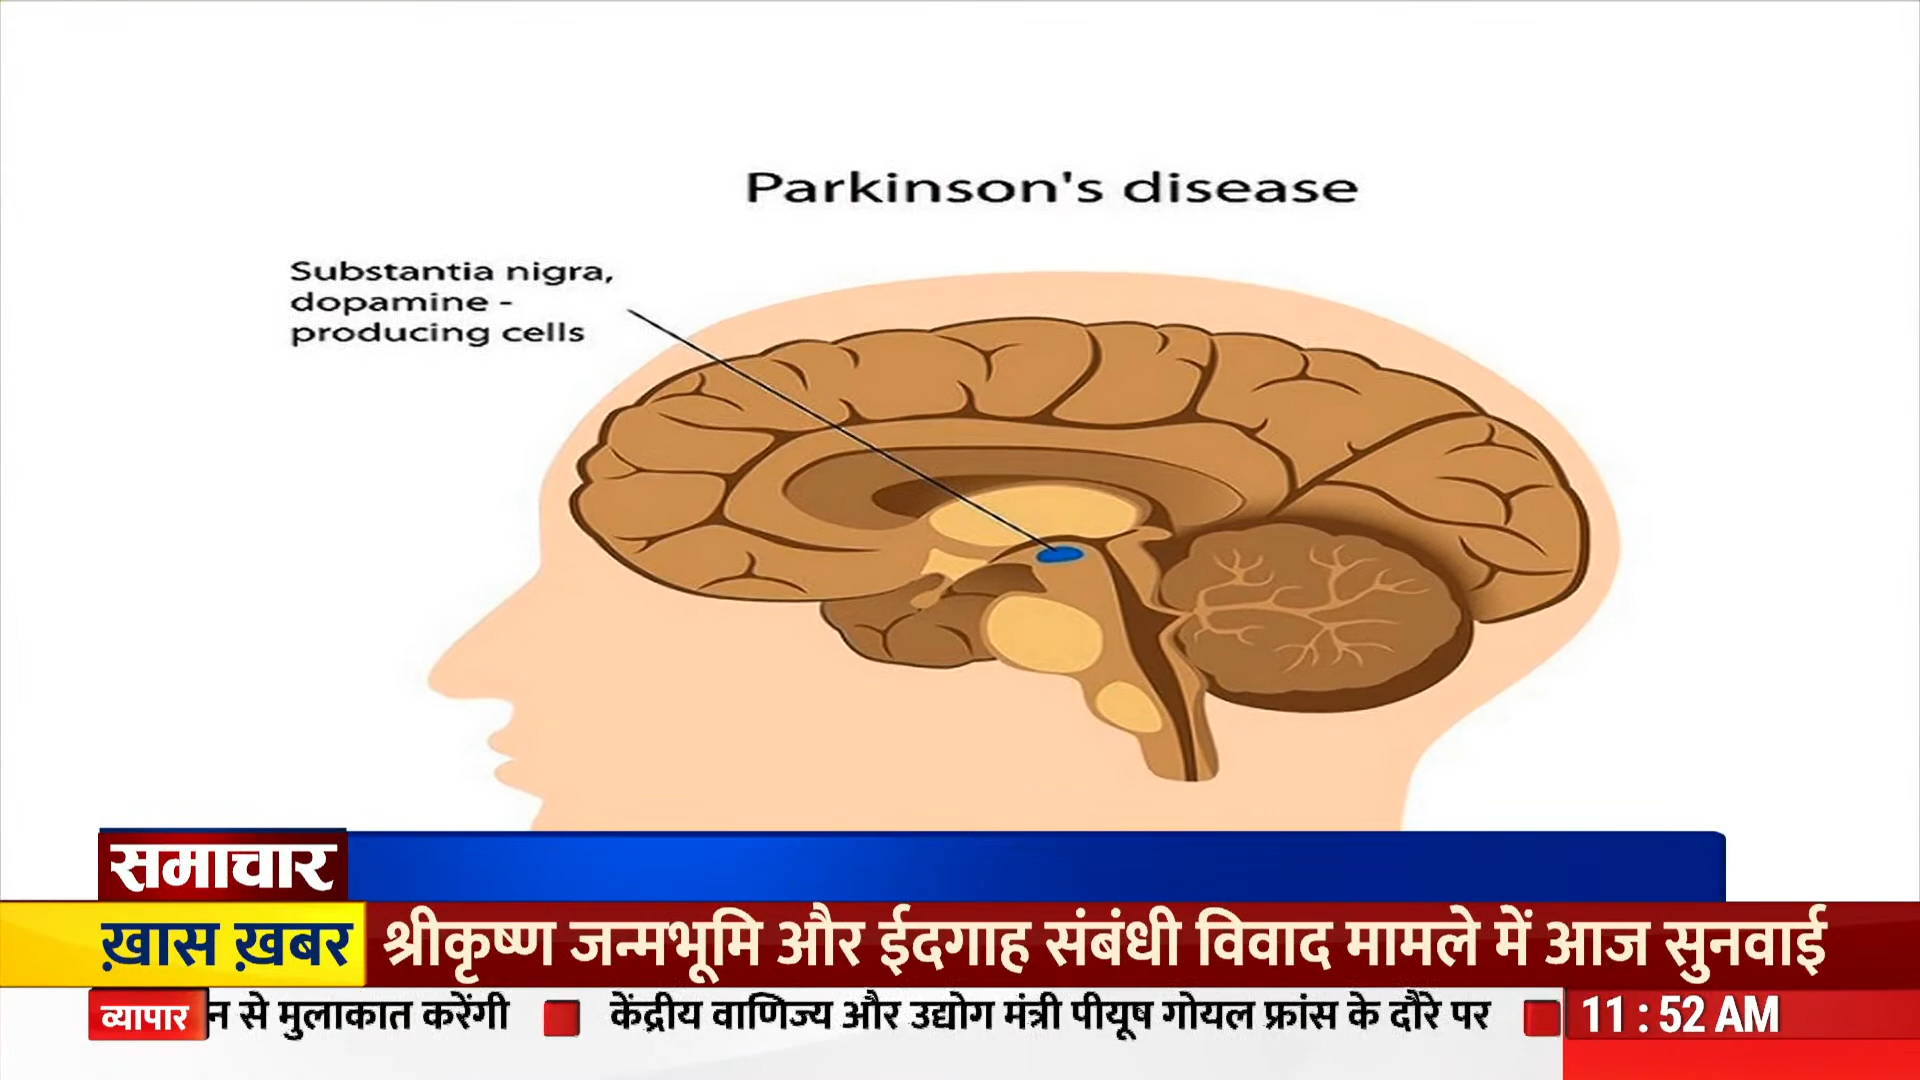 Parkinson's disease
Substantia nigra,
dopamine -
producing cells
समाचार
ख़ास ख़बर
श्रीकृष्ण जन्मभूमि और ईदगाह संबंधी विवाद मामले में आज सुनवाई
व्यापार
न से मुलाकात करेंगी
केंद्रीय वाणिज्य और उद्योग मंत्री पीयूष गोयल फ्रांस के दौरे पर
11 : 52 AM